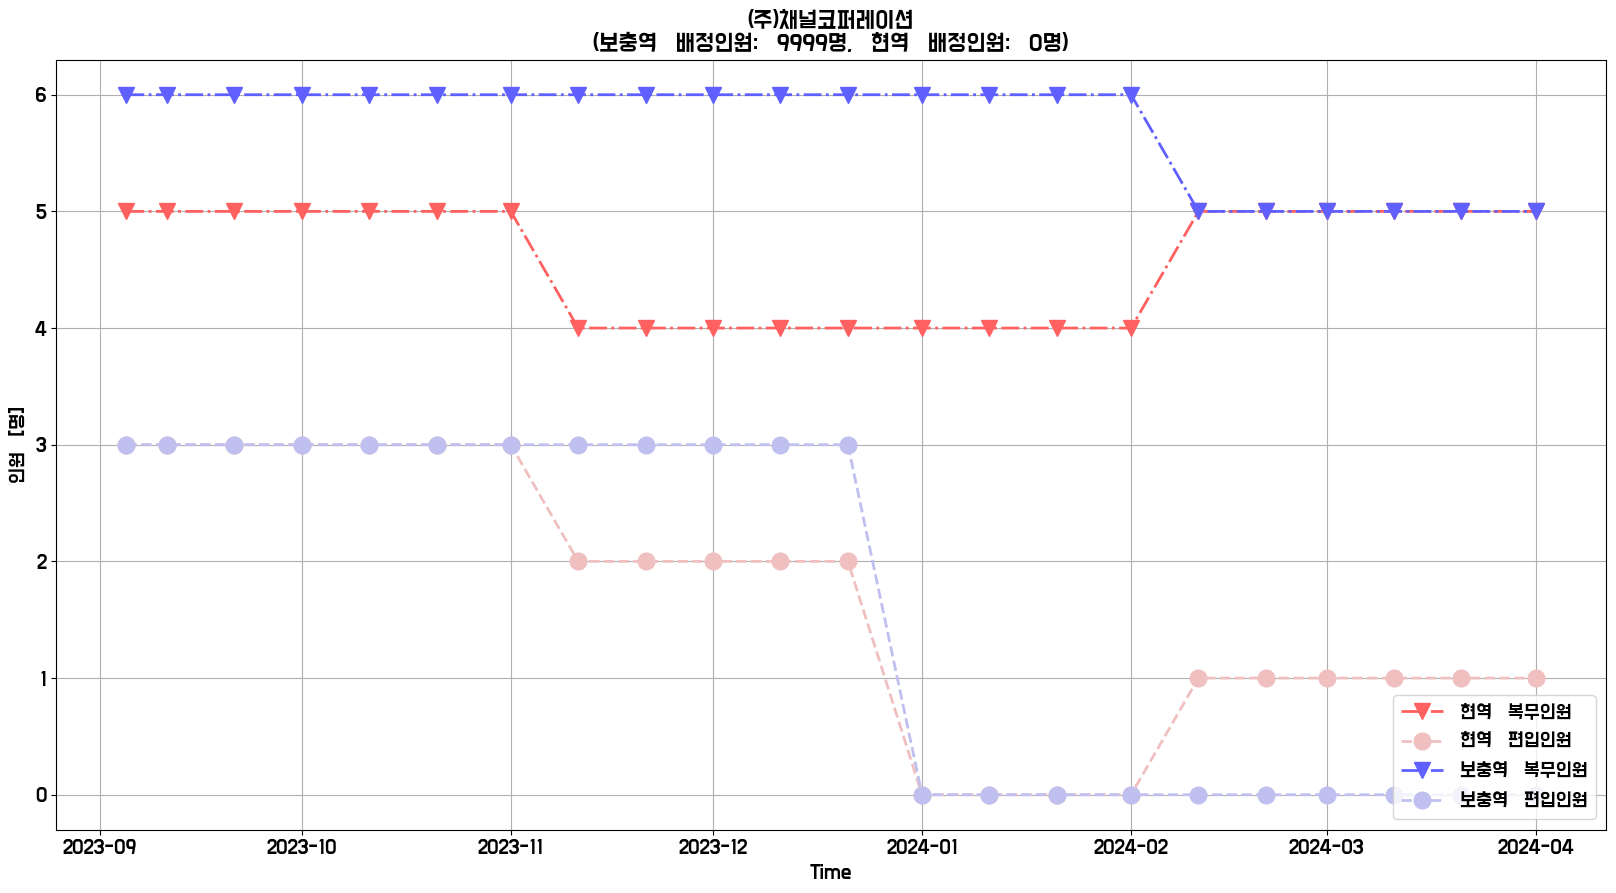 (주)채널코퍼레이션
(보충역 배정인원: 9999명, 현역 배정인원: 0명)
인원 [명]
6
5
4
3
2
1
0
2023-09 2023-10 2023-11 2023-12 2024-01 2024-02 2024-03 2024-04
Time
현역 복무인원
현역 편입인원
보충역 복무인원
보충역 편입인원